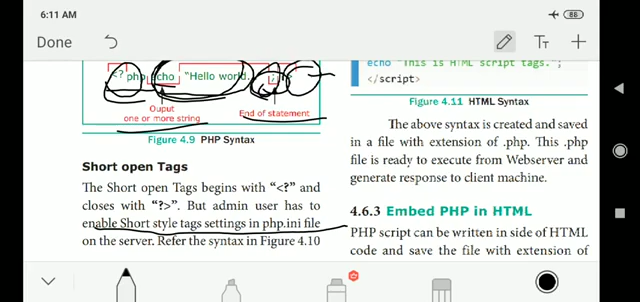 6:11 AM
88
Done
TT
<? php echo "Hello world. ;
Ouput
one or more string
End of statement
Figure 4.9 PHP Syntax
Short open Tags
The Short open Tags begins with “<?” and
closes with “?>”. But admin user has to
enable Short style tags settings in php.ini file
on the server. Refer the syntax in Figure 4.10
echo "This is HTML script tags.";
</script>
Figure 4.11 HTML Syntax
The above syntax is created and saved
in a file with extension of .php. This .php
file is ready to execute from Webserver and
generate response to client machine.
4.6.3 Embed PHP in HTML
PHP script can be written in side of HTML
code and save the file with extension of